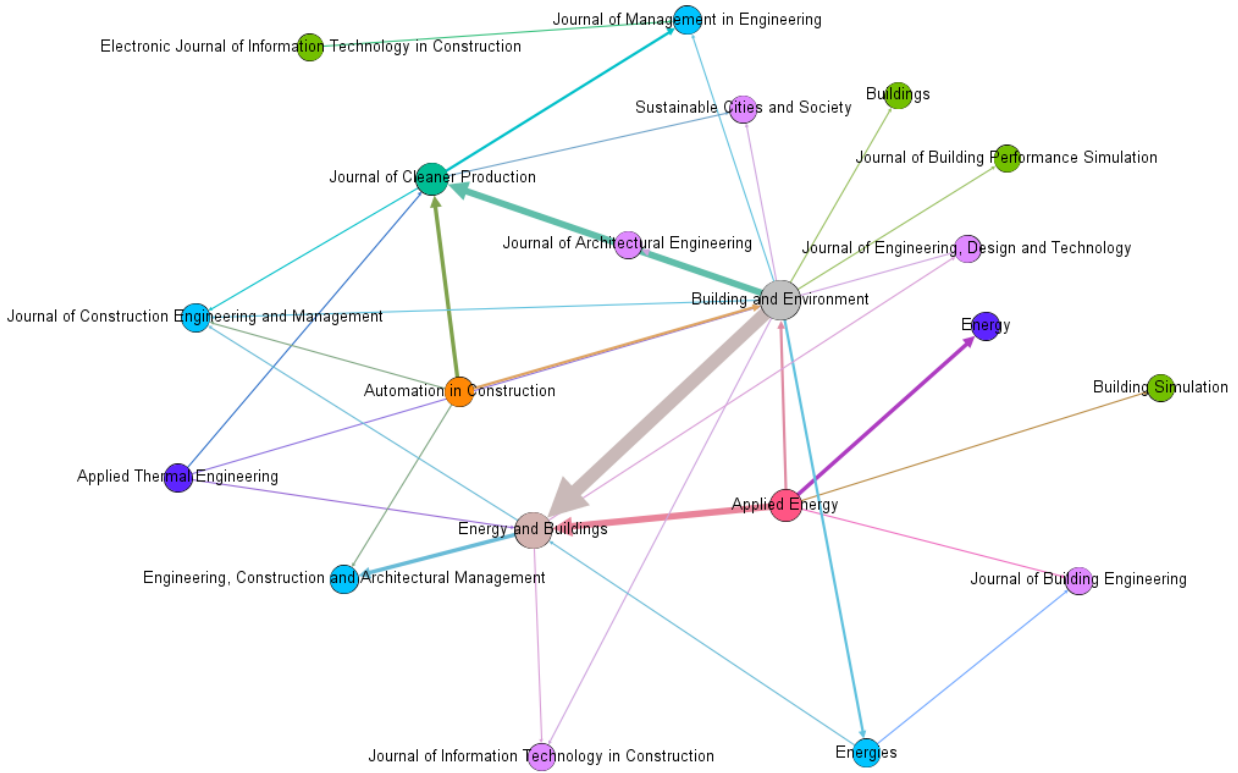 Journal of Management in Engineering
Electronic Journal of Information Technology in Construction
Buildings
Sustainable Cities and Society
Journal of Building Performance Simulation
Journal of Cleaner Production
Journal of Architectural Engineering
Journal of Engineering, Design and Technology
Building and Environment
Journal of Construction Engineering and Management
Energy
Building Simulation
Automation in Construction
Applied Thermal Engineering
Applied Energy
Energy and Buildings
Engineering, Construction and Architectural Management
Journal of Building Engineering
Energies
Journal of Information Technology in Construction